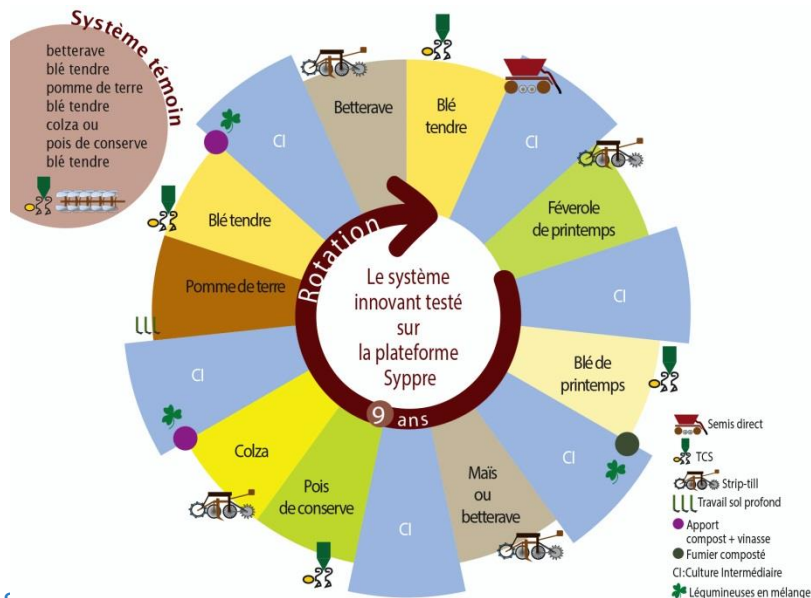 Système témoin
betterave
blé tendre
pomme de terre
blé tendre
colza ou
pois de conserve
blé tendre
Betterave
Blé
tendre
CI
Féverole
de printemps
CI
Blé de
printemps
CI
Maïs
ou
betterave
CI
Pois
de conserve
Colza
CI
Pomme de terre
Blé tendre
CI
Rotation
9 ans
Le système
innovant testé
sur
la plateforme
Syppre
Semis direct
TCS
Strip-till
Travail sol profond
Apport
compost + vinasse
Fumier composté
CI:Culture Intermédiaire
Légumineuses en mélange